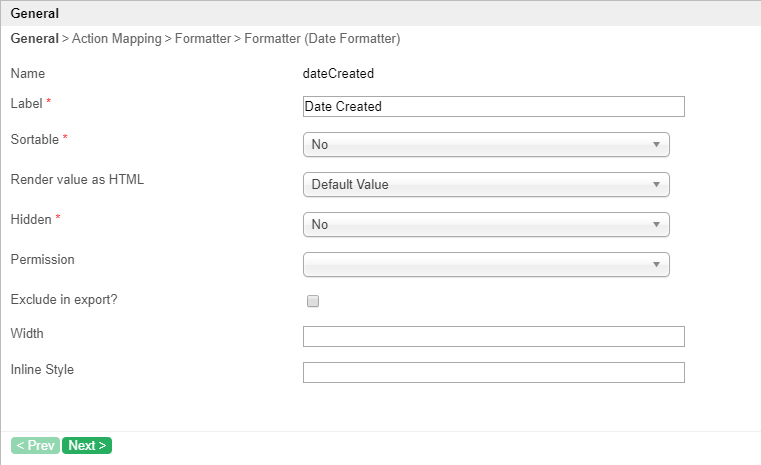 General
General > Action Mapping > Formatter > Formatter (Date Formatter)
Name dateCreated
Label * Date Created
Sortable * No
Render value as HTML Default Value
Hidden * No
Permission
Exclude in export?
Width
Inline Style
< Prev Next >